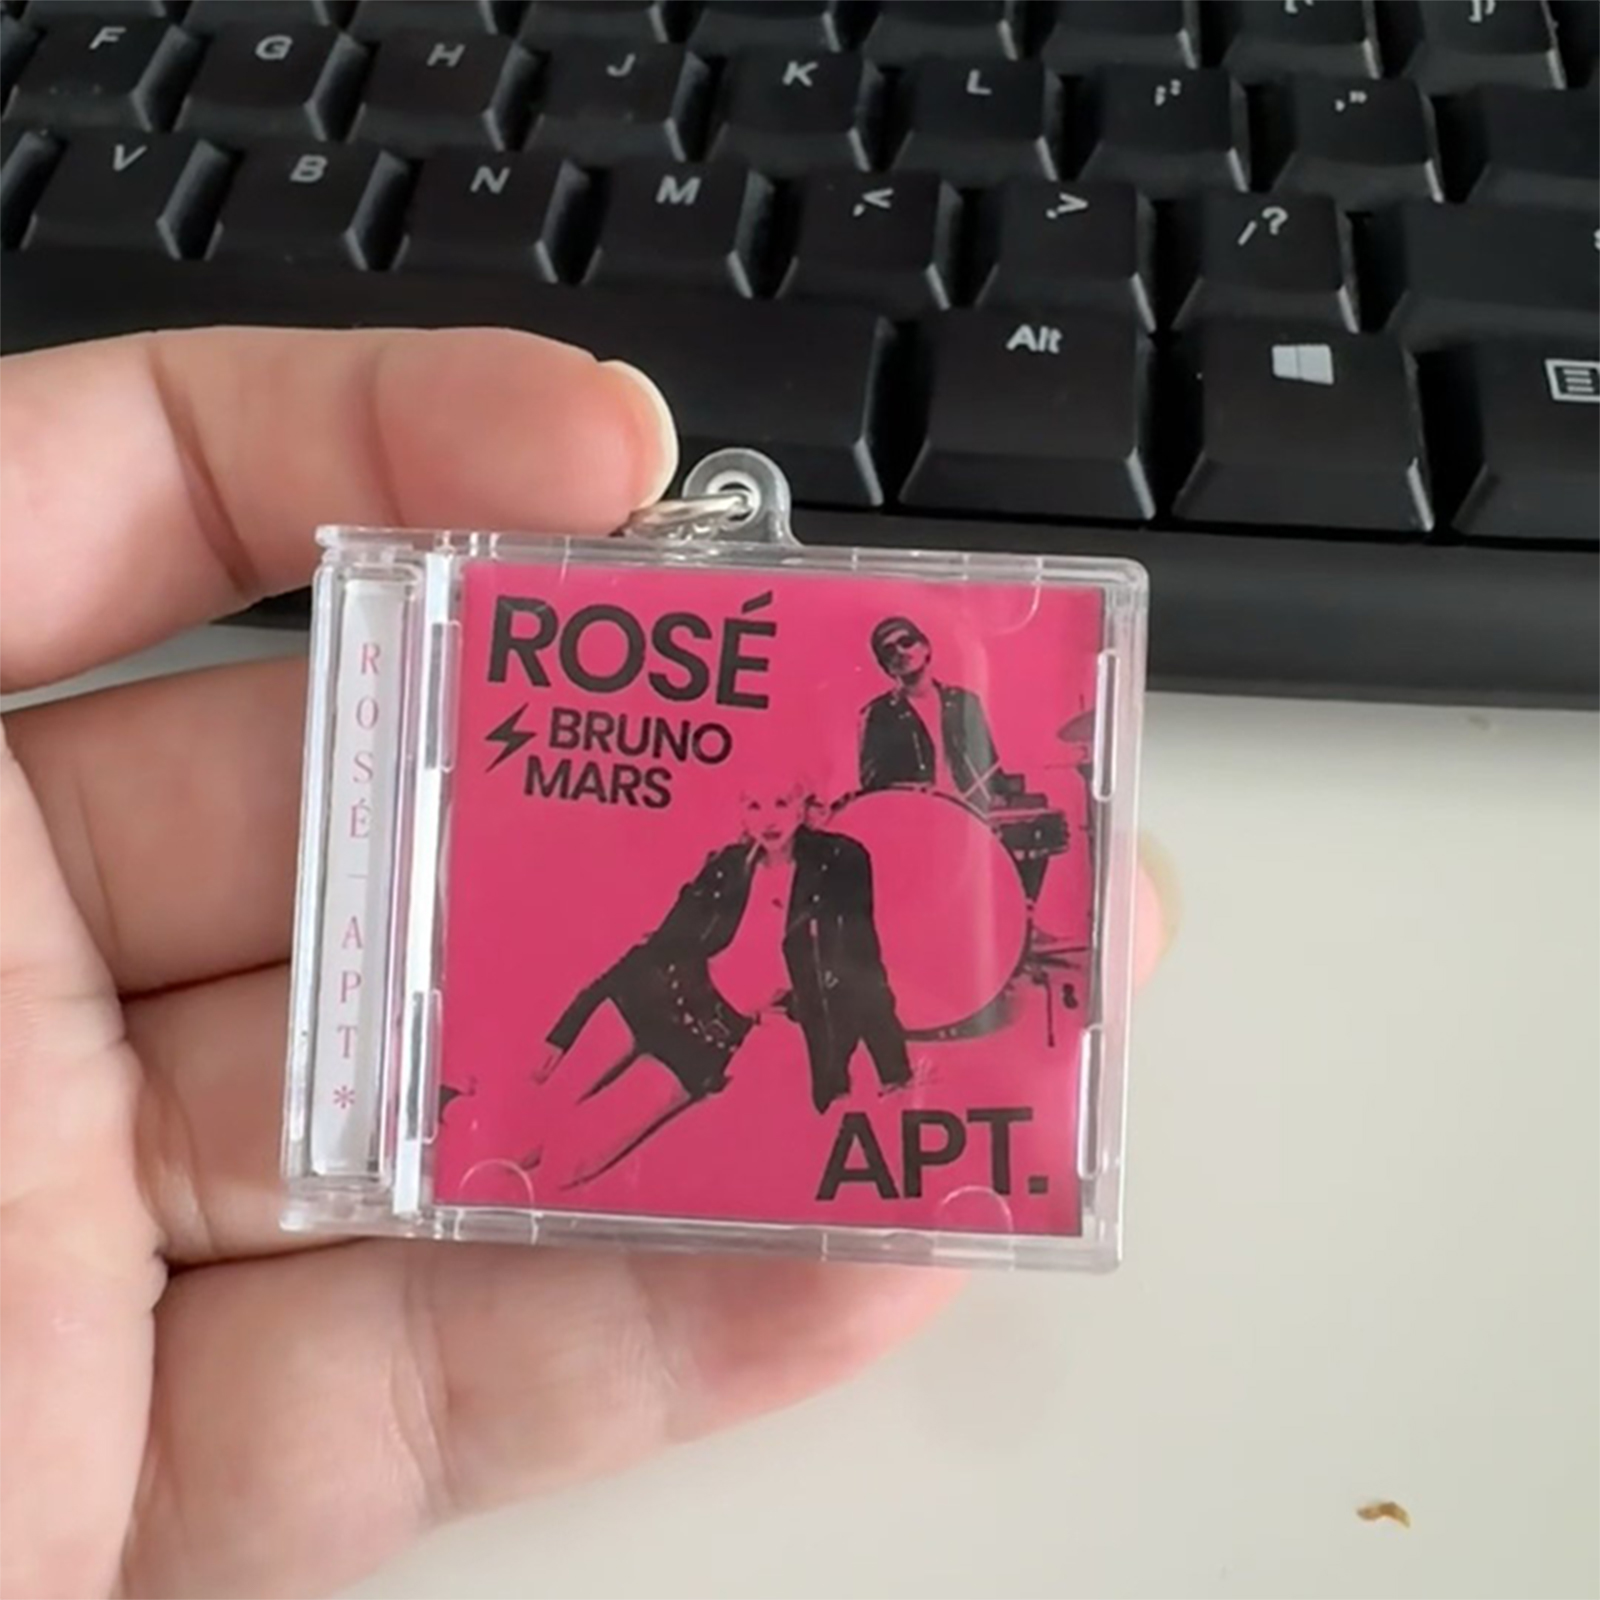 F G H J K L ;: '"
V B N M ,< .> /?
Alt
ROSÉ
BRUNO
MARS
APT.
ROSÉ - APT*